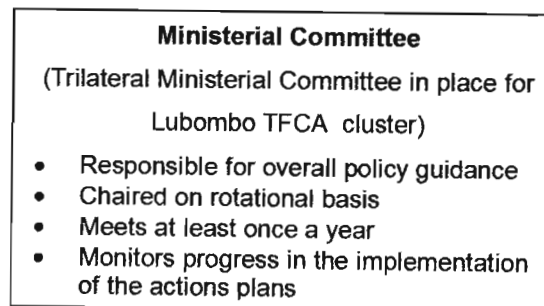 Ministerial Committee
(Trilateral Ministerial Committee in place for
Lubombo TFCA cluster)
• Responsible for overall policy guidance
• Chaired on rotational basis
• Meets at least once a year
• Monitors progress in the implementation
of the actions plans